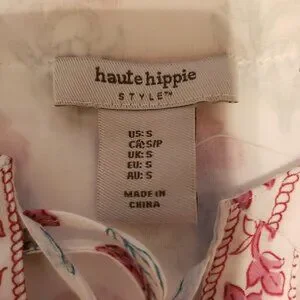 haute hippie
STYLE™
US: S
CA: S/P
UK: S
EU: S
AU: S
MADE IN
CHINA